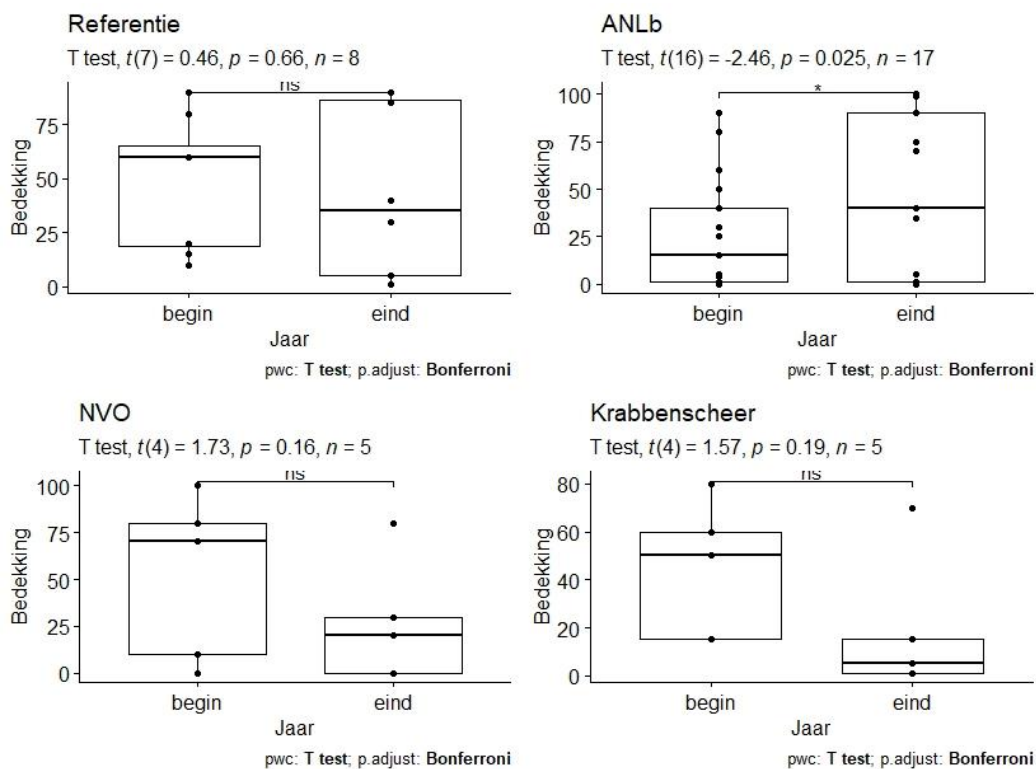 Referentie
T test, t(7) = 0.46, p = 0.66, n = 8
ns
75
50
25
0
Bedekking
begin
eind
Jaar
pwc: T test; p.adjust: Bonferroni
ANLb
T test, t(16) = -2.46, p = 0.025, n = 17
*
100
75
50
25
0
Bedekking
begin
eind
Jaar
pwc: T test; p.adjust: Bonferroni
NVO
T test, t(4) = 1.73, p = 0.16, n = 5
ns
100
75
50
25
0
Bedekking
begin
eind
Jaar
pwc: T test; p.adjust: Bonferroni
Krabbenscheer
T test, t(4) = 1.57, p = 0.19, n = 5
ns
80
60
40
20
0
Bedekking
begin
eind
Jaar
pwc: T test; p.adjust: Bonferroni